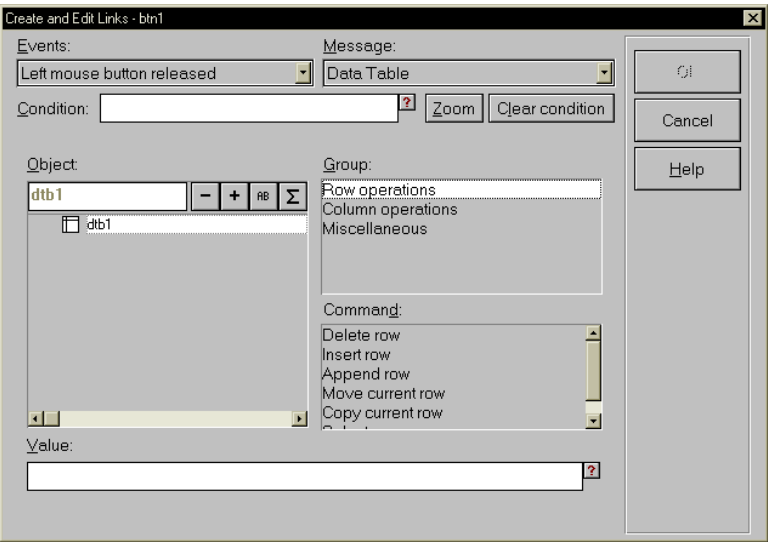 Create and Edit Links - btn1
Events:
Left mouse button released
Message:
Data Table
Condition:
?
Zoom
Clear condition
Cancel
Help
Object:
dtb1
− + AB Σ
dtb1
Group:
Row operations
Column operations
Miscellaneous
Command:
Delete row
Insert row
Append row
Move current row
Copy current row
Value:
?